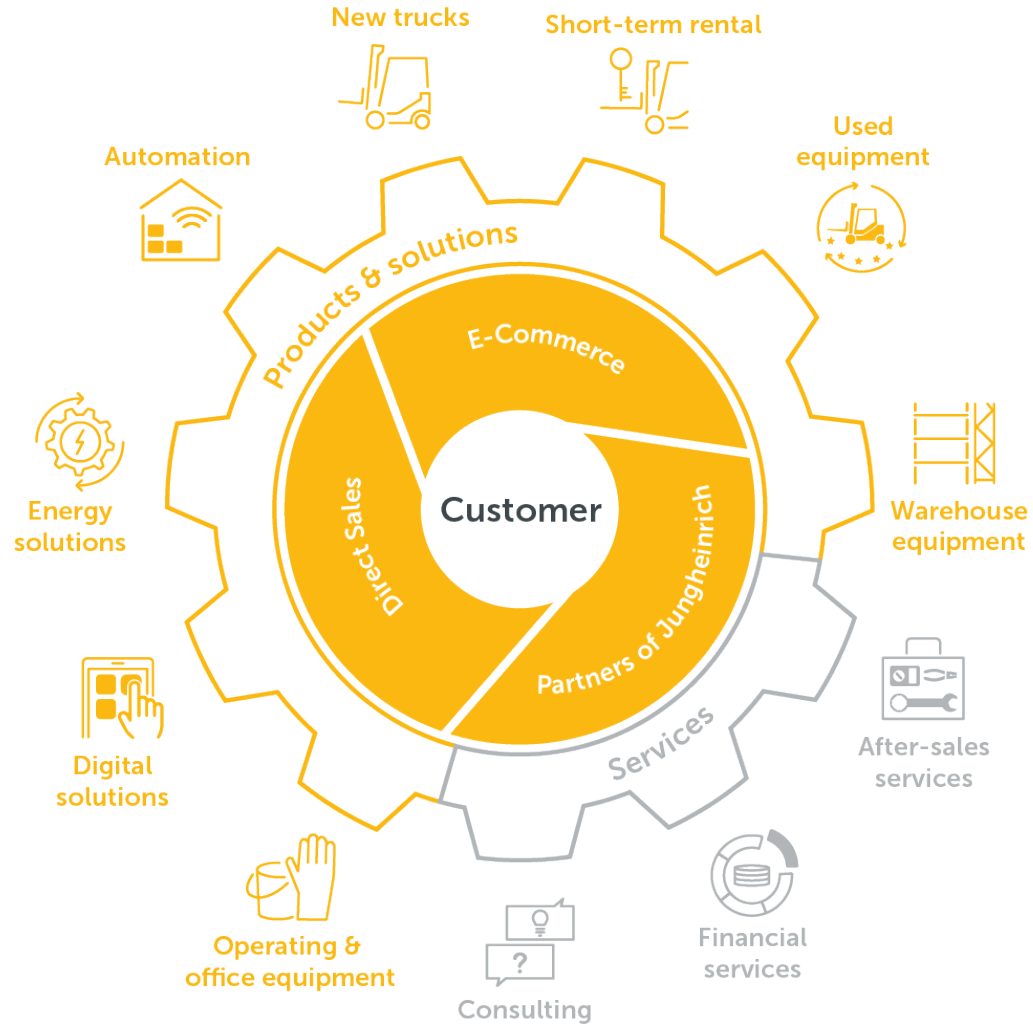 New trucks
Short-term rental
Used
equipment
Automation
Products & solutions
E-Commerce
Customer
Direct Sales
Partners of Jungheinrich
Services
Energy
solutions
Warehouse
equipment
Digital
solutions
After-sales
services
Operating &
office equipment
Financial
services
?
Consulting